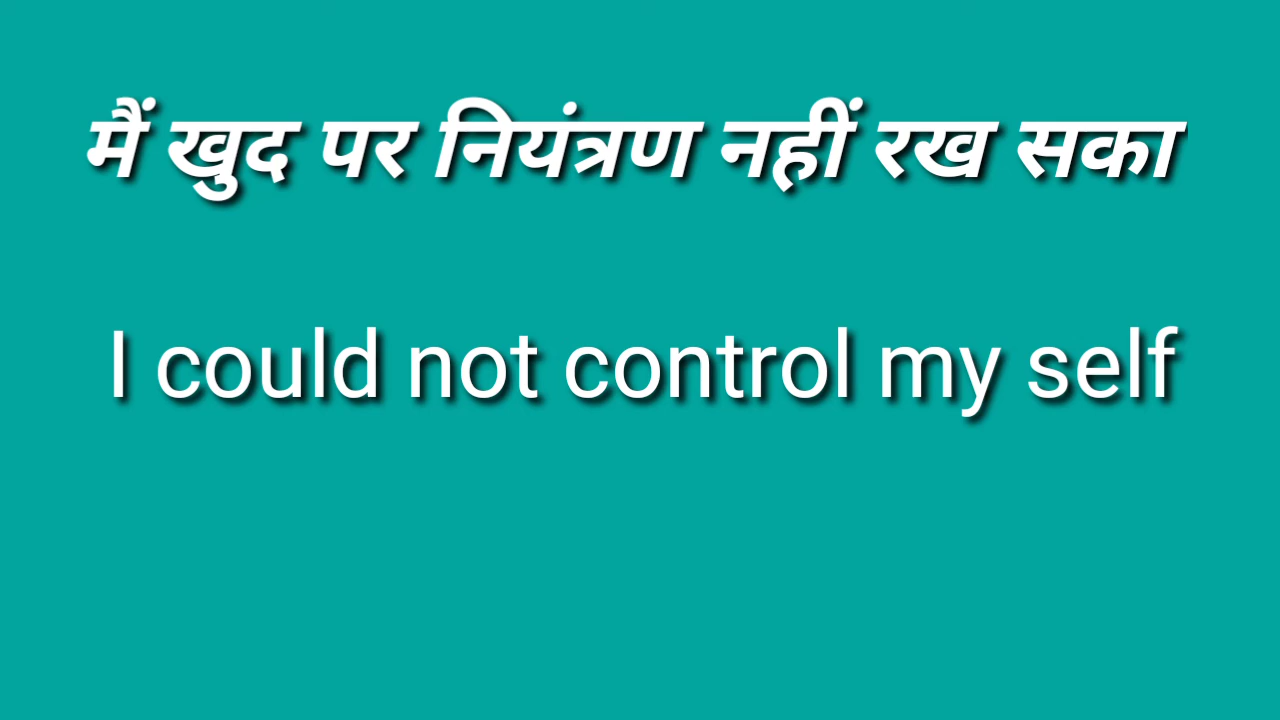 मैं खुद पर नियंत्रण नहीं रख सका
I could not control my self